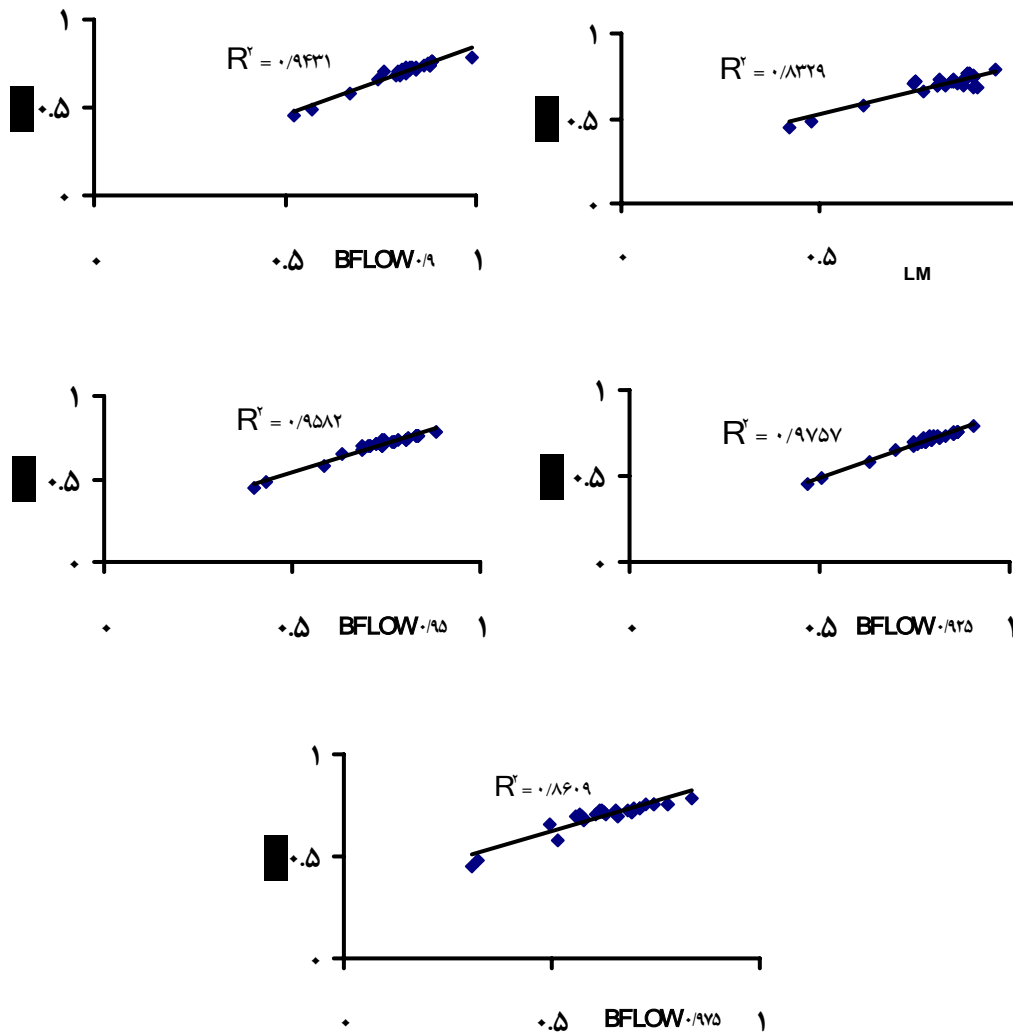 ۱
R۲ = ۰/۹۴۳۱
۰.۵
۰
۰ ۰.۵ BFLOW۰/۹ ۱
۱
R۲ = ۰/۸۳۲۹
۰.۵
۰
۰ ۰.۵
LM
۱
R۲ = ۰/۹۵۸۲
۰.۵
۰
۰ ۰.۵ BFLOW۰/۹۵ ۱
۱
R۲ = ۰/۹۷۵۷
۰.۵
۰
۰ ۰.۵ BFLOW۰/۹۲۵ ۱
۱
R۲ = ۰/۸۶۰۹
۰.۵
۰
۰ ۰.۵ BFLOW۰/۹۷۵ ۱